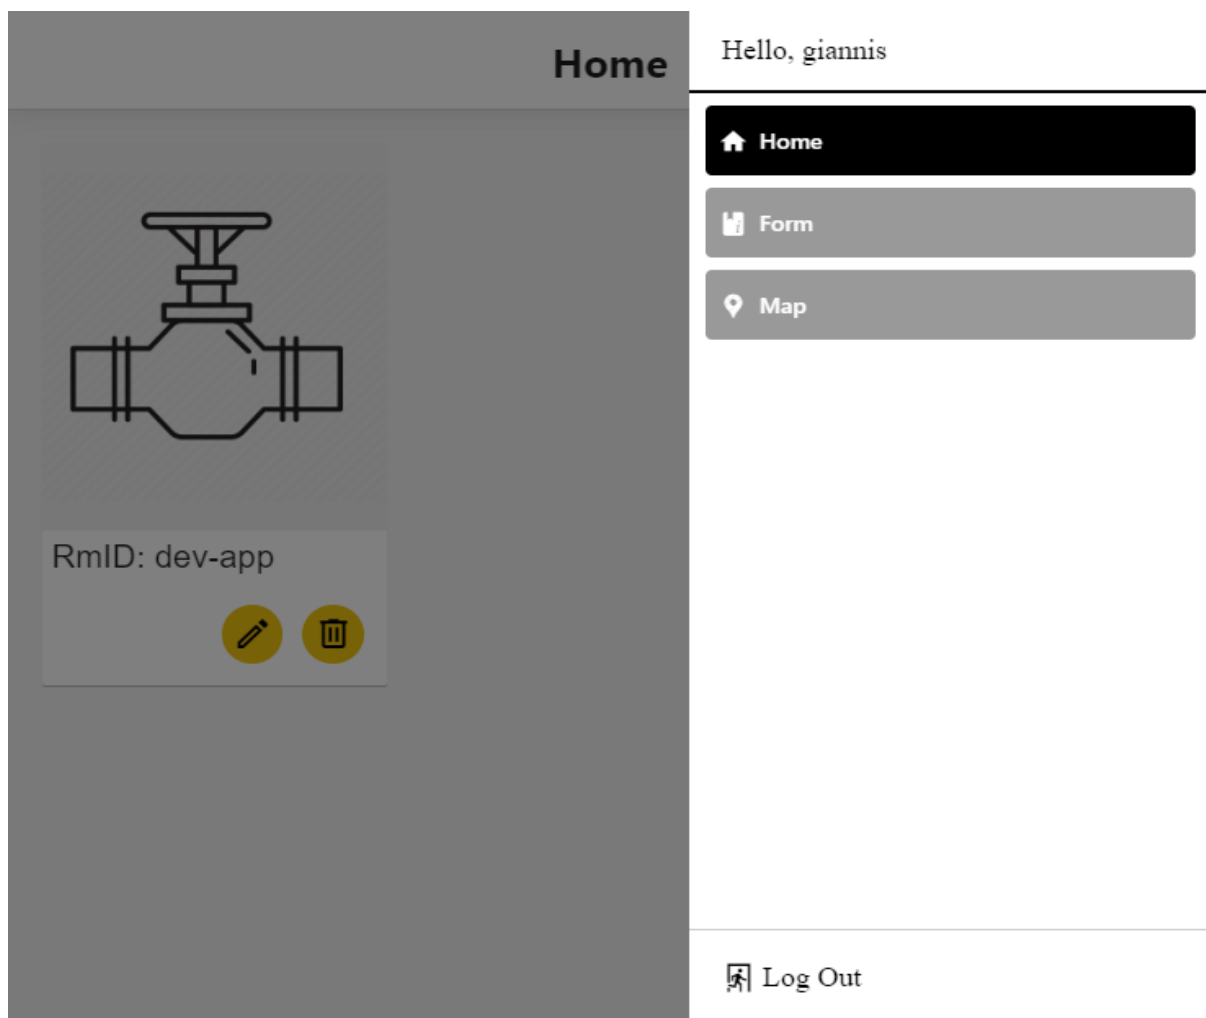 Home
RmID: dev-app
Hello, giannis
Home
Form
Map
Log Out